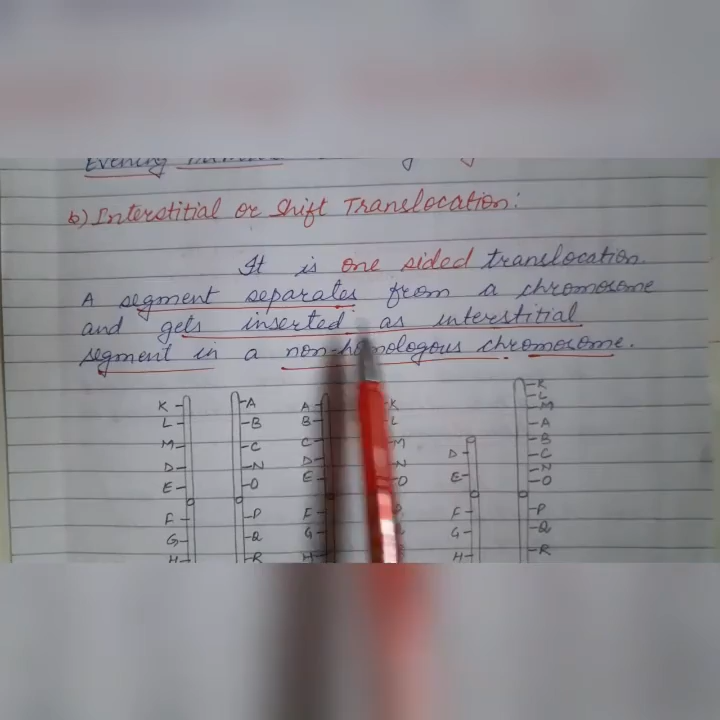 Evening
b) Interstitial or Shift Translocation:
It is one sided translocation.
A segment separates from a chromosome
and gets inserted as interstitial
segment in a non-homologous chromosome.
K A A K K
L B B L L
M C C M M
D N D N A
E O E O B
D C
E N
O
F P F F P
G Q G G Q
H R H H R